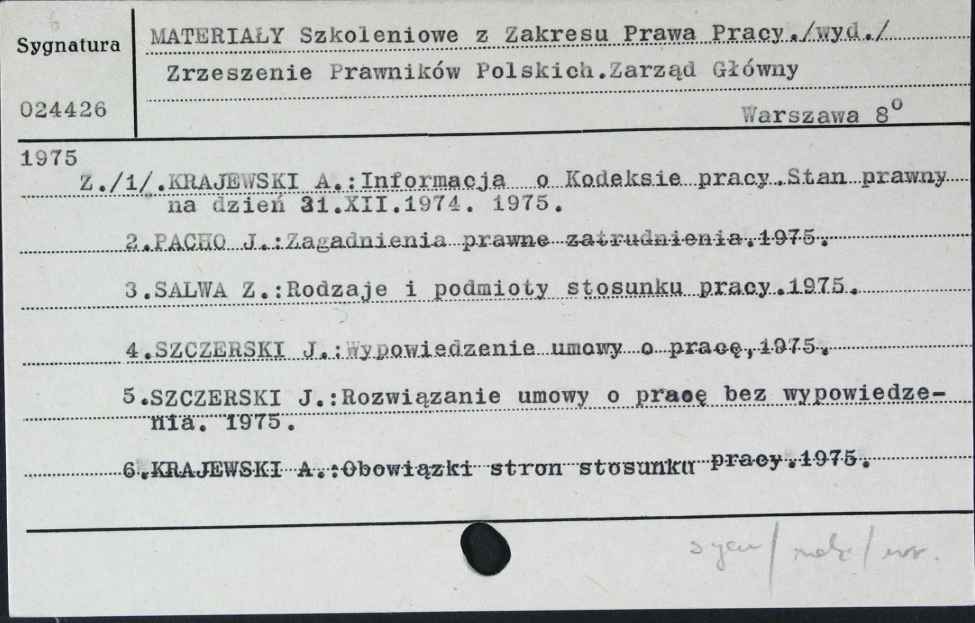 Sygnatura
MATERIAŁY Szkoleniowe z Zakresu Prawa Pracy./wyd./
Zrzeszenie Prawników Polskich.Zarząd Główny
024426
Warszawa 8⁰
1975
Z./1/.KRAJEWSKI A.:Informacja o Kodeksie pracy.Stan prawny
na dzień 31.XII.1974. 1975.
2.PACHO J.:Zagadnienia prawne zatrudnienia.1975.
3.SALWA Z.:Rodzaje i podmioty stosunku pracy.1975.
4.SZCZERSKI J.:Wypowiedzenie umowy o pracę,1975.
5.SZCZERSKI J.:Rozwiązanie umowy o pracę bez wypowiedze-
nia. 1975.
6.KRAJEWSKI A.:Obowiązki stron stosunku pracy.1975.